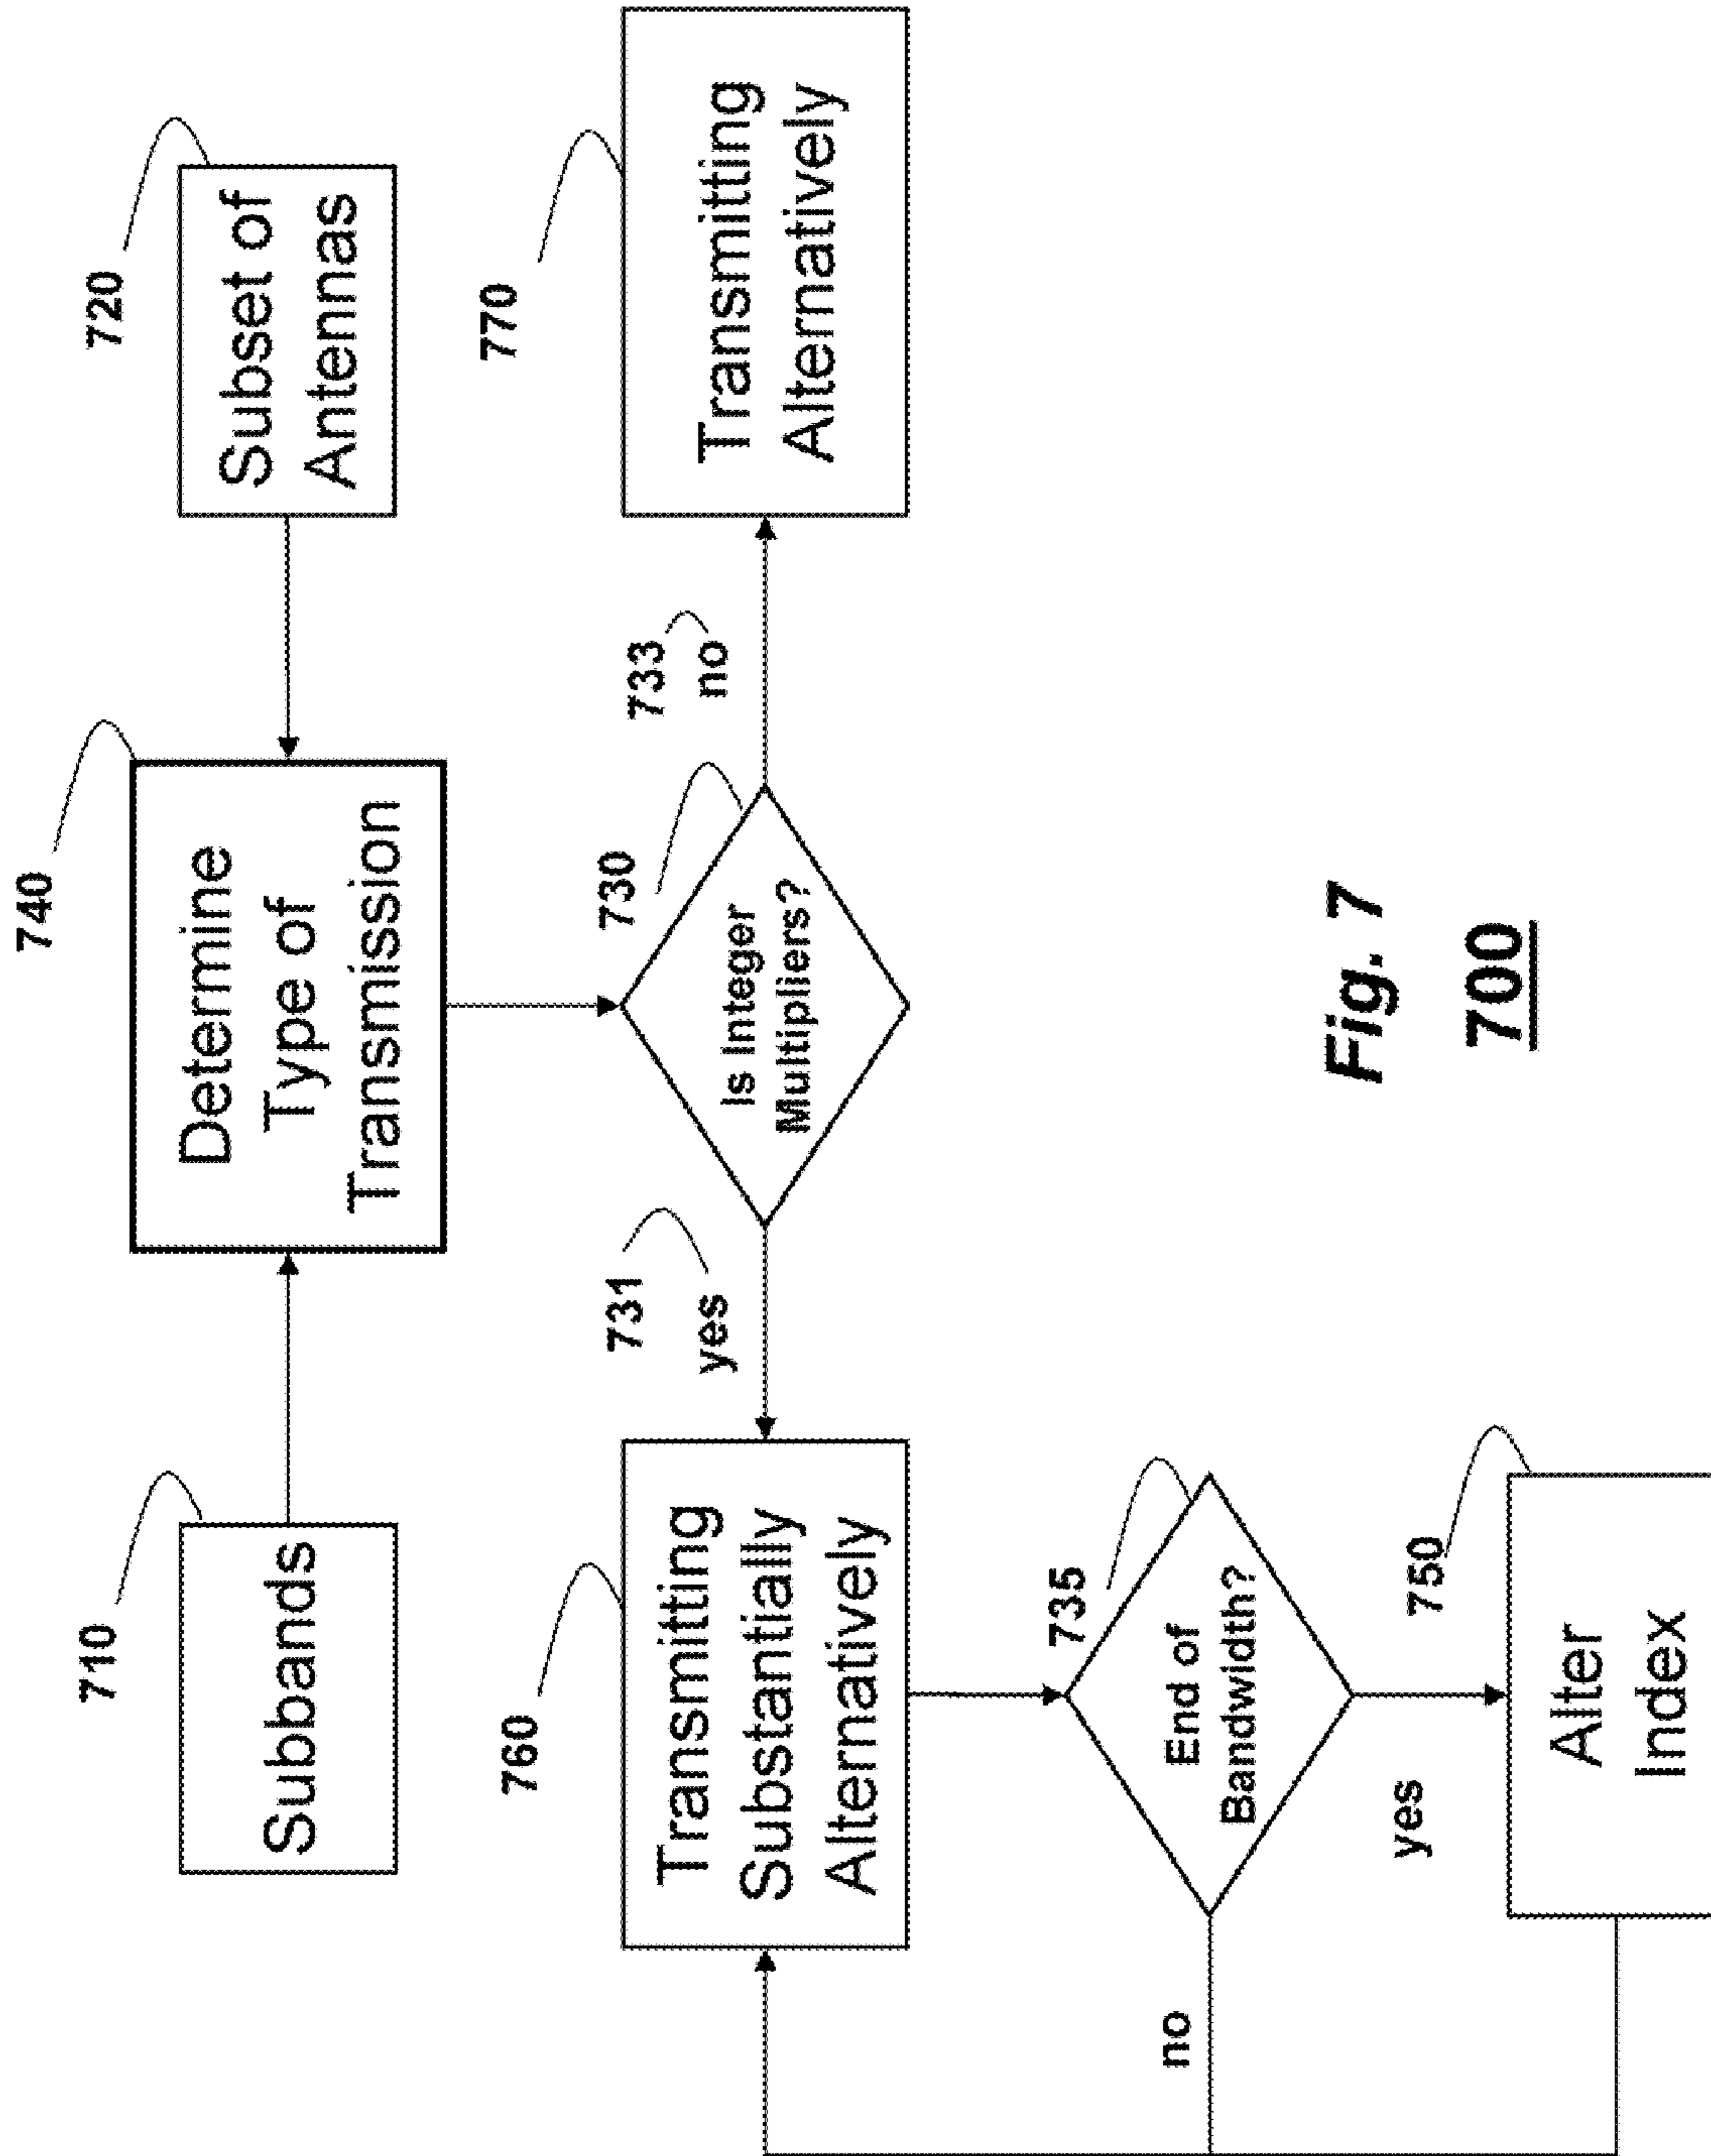 740
710
720
Subbands
Determine
Type of
Transmission
Subset of
Antennas
760
731
yes
730
733
no
770
Transmitting
Substantially
Alternatively
Is Integer
Multipliers?
Transmitting
Alternatively
735
End of
Bandwidth?
no
yes
750
Alter
Index
Fig. 7
700